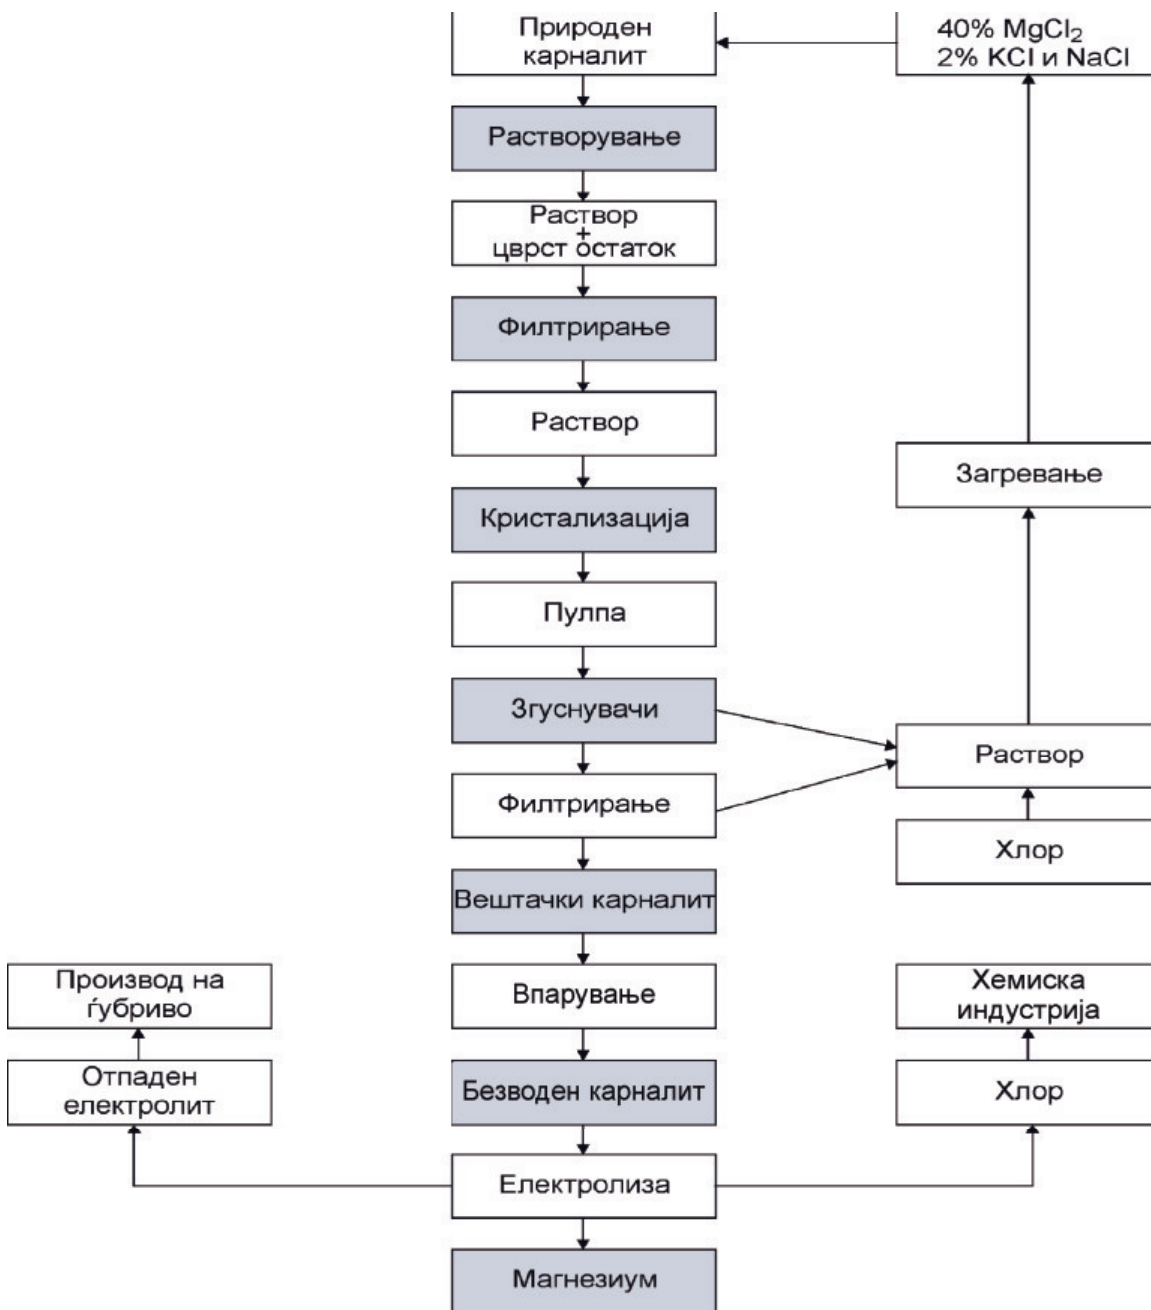 Природен
карналит
40% MgCl₂
2% KCl и NaCl
Растворување
Раствор
+
цврст остаток
Филтрирање
Раствор
Загревање
Кристализација
Пулпа
Згуснувачи
Раствор
Филтрирање
Хлор
Вештачки карналит
Производ на
ѓубриво
Впарување
Хемиска
индустрија
Отпаден
електролит
Безводен карналит
Хлор
Електролиза
Магнезиум